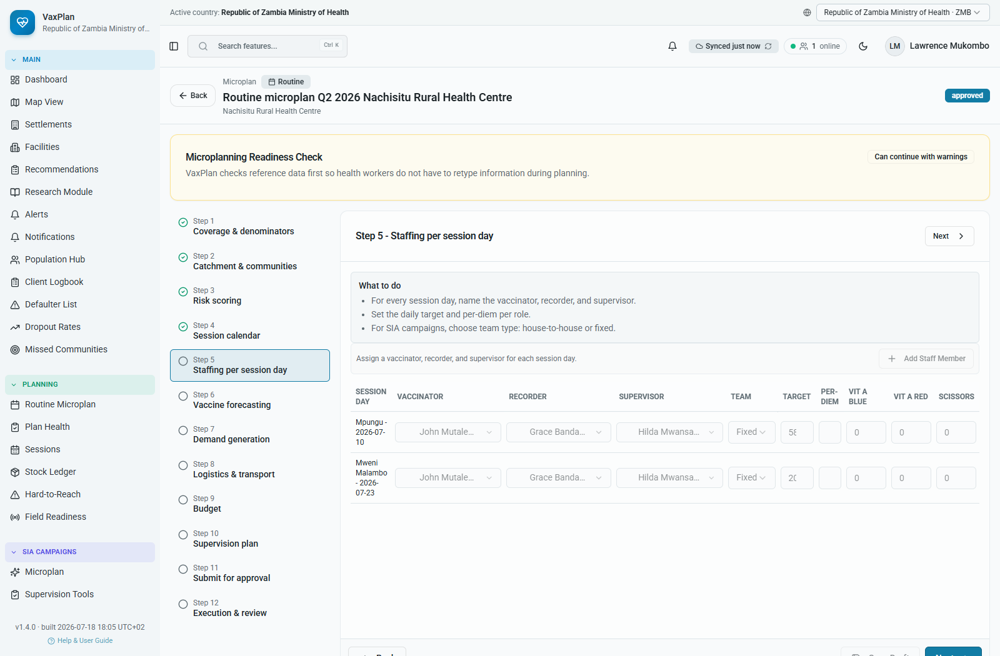 VaxPlan
Republic of Zambia Ministry of...
MAIN
Dashboard
Map View
Settlements
Facilities
Recommendations
Research Module
Alerts
Notifications
Population Hub
Client Logbook
Defaulter List
Dropout Rates
Missed Communities
PLANNING
Routine Microplan
Plan Health
Sessions
Stock Ledger
Hard-to-Reach
Field Readiness
SIA CAMPAIGNS
Microplan
Supervision Tools
v1.4.0 · built 2026-07-18 18:05 UTC+02
Help & User Guide
Active country: Republic of Zambia Ministry of Health
Republic of Zambia Ministry of Health · ZMB
Search features...
Ctrl K
Synced just now
1 online
LM
Lawrence Mukombo
Back
Microplan
Routine
Routine microplan Q2 2026 Nachisitu Rural Health Centre
Nachisitu Rural Health Centre
approved
Microplanning Readiness Check
Can continue with warnings
VaxPlan checks reference data first so health workers do not have to retype information during planning.
Step 1
Coverage & denominators
Step 2
Catchment & communities
Step 3
Risk scoring
Step 4
Session calendar
Step 5
Staffing per session day
Step 6
Vaccine forecasting
Step 7
Demand generation
Step 8
Logistics & transport
Step 9
Budget
Step 10
Supervision plan
Step 11
Submit for approval
Step 12
Execution & review
Step 5 - Staffing per session day
Next
What to do
• For every session day, name the vaccinator, recorder, and supervisor.
• Set the daily target and per-diem per role.
• For SIA campaigns, choose team type: house-to-house or fixed.
Assign a vaccinator, recorder, and supervisor for each session day.
Add Staff Member
SESSION DAY
VACCINATOR
RECORDER
SUPERVISOR
TEAM
TARGET
PER-DIEM
VIT A BLUE
VIT A RED
SCISSORS
Mpungu -
2026-07-
10
John Mutale...
Grace Banda...
Hilda Mwansa...
Fixed
0
0
0
Mweni
Malambo
- 2026-
07-23
John Mutale...
Grace Banda...
Hilda Mwansa...
Fixed
20
0
0
0